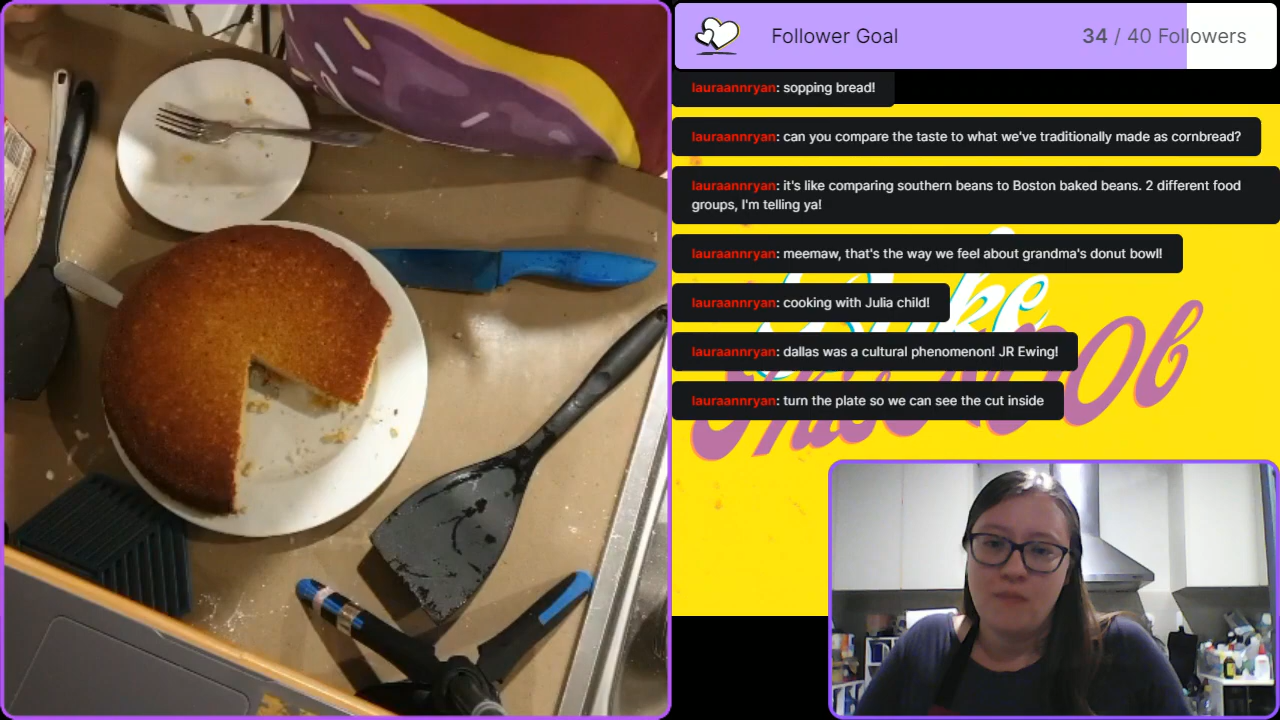 Follower Goal
34 / 40 Followers
lauraannryan: sopping bread!
lauraannryan: can you compare the taste to what we've traditionally made as cornbread?
lauraannryan: it's like comparing southern beans to Boston baked beans. 2 different food
groups, I'm telling ya!
lauraannryan: meemaw, that's the way we feel about grandma's donut bowl!
lauraannryan: cooking with Julia child!
lauraannryan: dallas was a cultural phenomenon! JR Ewing!
lauraannryan: turn the plate so we can see the cut inside